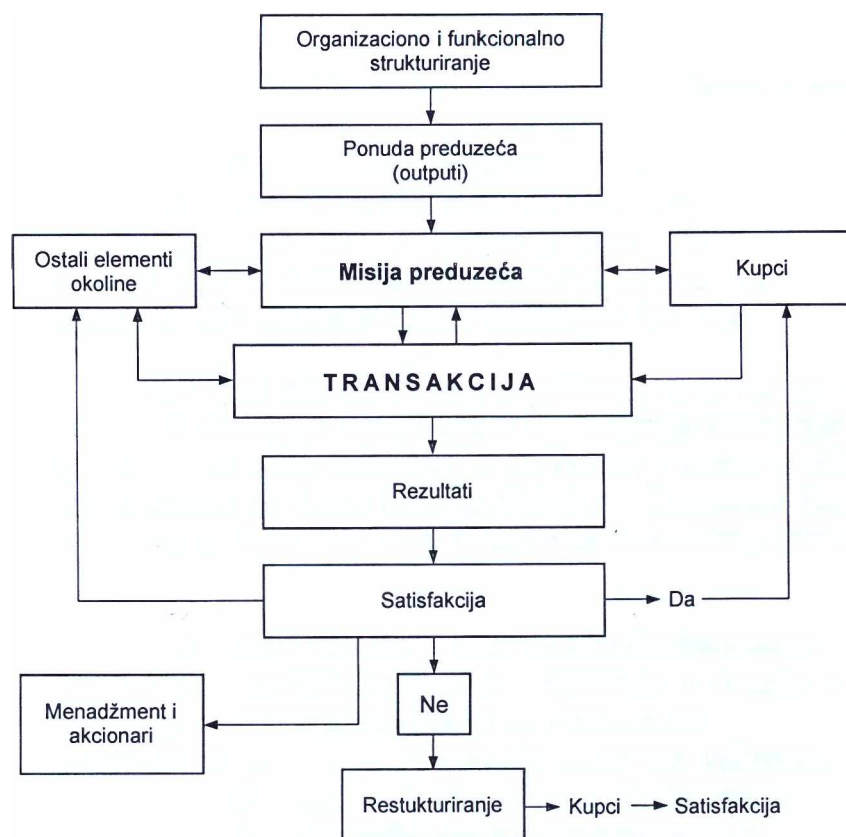 Organizaciono i funkcionalno
strukturiranje
Ponuda preduzeća
(outputi)
Ostali elementi
okoline
Misija preduzeća
Kupci
TRANSAKCIJA
Rezultati
Satisfakcija
Da
Menadžment i
akcionari
Ne
Restukturiranje
Kupci
Satisfakcija